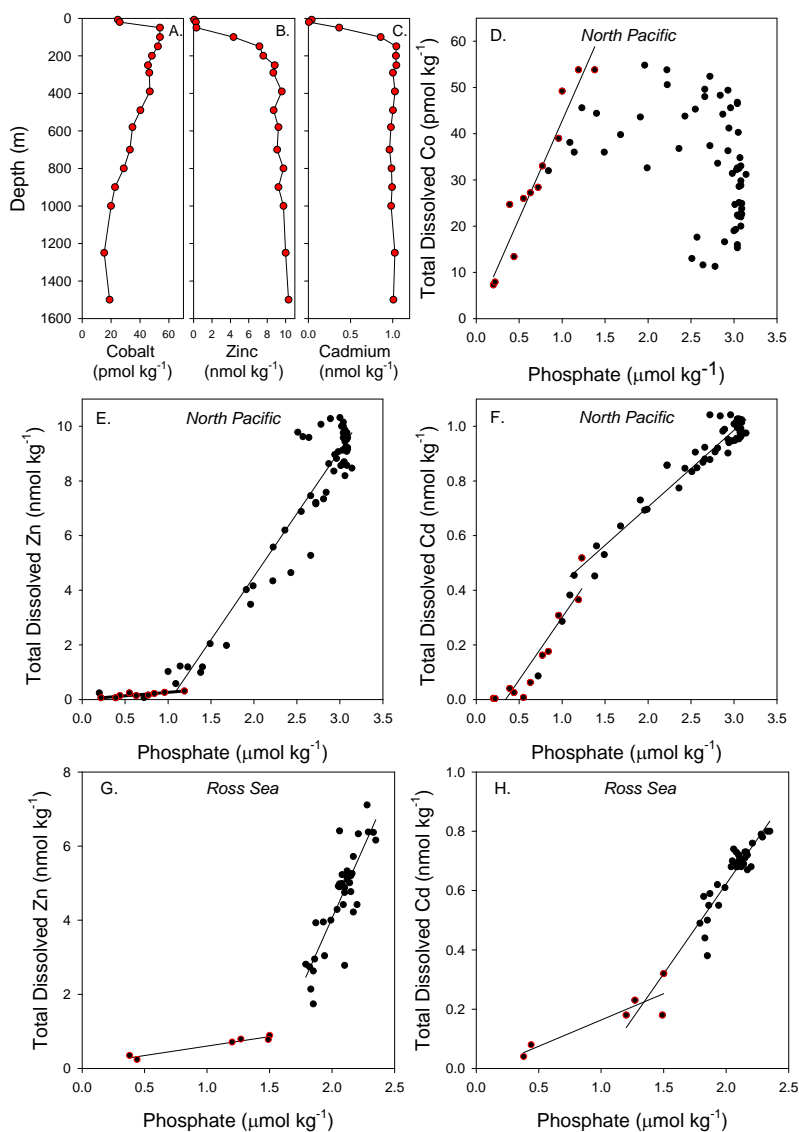 A.
B.
C.
0
200
400
600
800
1000
1200
1400
1600
Depth (m)
0 20 40 60
Cobalt
(pmol kg-1)
0 2 4 6 8 10
Zinc
(nmol kg-1)
0.0 1.0
Cadmium
(nmol kg-1)
D.
North Pacific
60
50
40
30
20
10
0
Total Dissolved Co (pmol kg-1)
0.0 0.5 1.0 1.5 2.0 2.5 3.0 3.5
Phosphate (μmol kg-1)
E.
North Pacific
10
8
6
4
2
0
Total Dissolved Zn (nmol kg-1)
0.0 0.5 1.0 1.5 2.0 2.5 3.0 3.5
Phosphate (μmol kg-1)
F.
North Pacific
1.0
0.8
0.6
0.4
0.2
0.0
Total Dissolved Cd (nmol kg-1)
0.0 0.5 1.0 1.5 2.0 2.5 3.0 3.5
Phosphate (μmol kg-1)
G.
Ross Sea
8
6
4
2
0
Total Dissolved Zn (nmol kg-1)
0.0 0.5 1.0 1.5 2.0 2.5
Phosphate (μmol kg-1)
H.
Ross Sea
1.0
0.8
0.6
0.4
0.2
0.0
Total Dissolved Cd (nmol kg-1)
0.0 0.5 1.0 1.5 2.0 2.5
Phosphate (μmol kg-1)